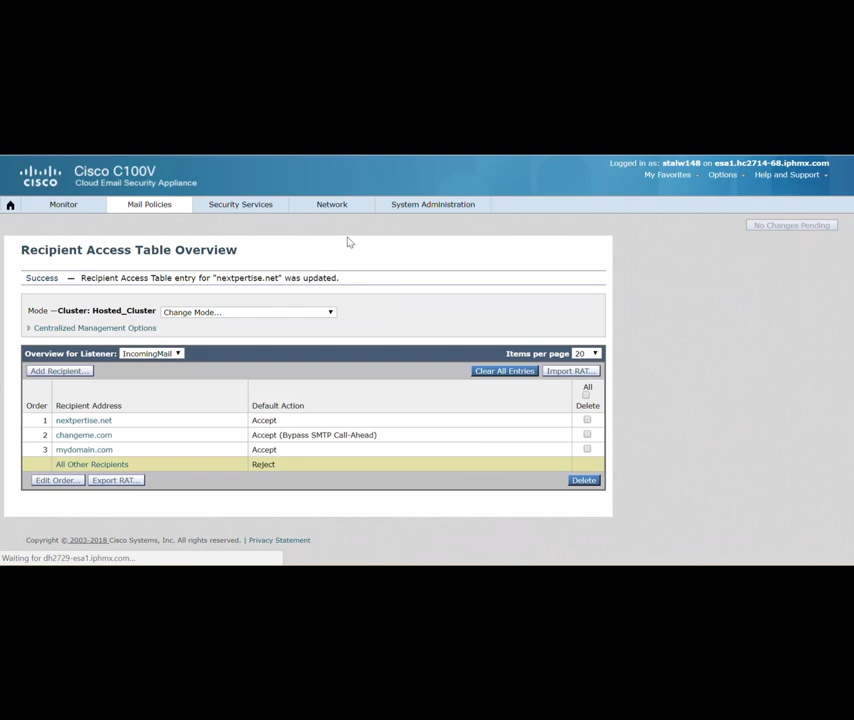 Logged in as: stalw148 on esa1.hc2714-68.iphmx.com
CISCO
Cisco C100V
Cloud Email Security Appliance
My Favorites Options Help and Support
Monitor Mail Policies Security Services Network System Administration
No Changes Pending
Recipient Access Table Overview
Success — Recipient Access Table entry for "nextpertise.net" was updated.
Mode —Cluster: Hosted_Cluster Change Mode...
Centralized Management Options
Overview for Listener: IncomingMail Items per page 20
Add Recipient... Clear All Entries Import RAT...
Order Recipient Address Default Action All Delete
1 nextpertise.net Accept
2 changeme.com Accept (Bypass SMTP Call-Ahead)
3 mydomain.com Accept
All Other Recipients Reject
Edit Order... Export RAT... Delete
Copyright © 2003-2018 Cisco Systems, Inc. All rights reserved. | Privacy Statement
Waiting for dh2729-esa1.iphmx.com...